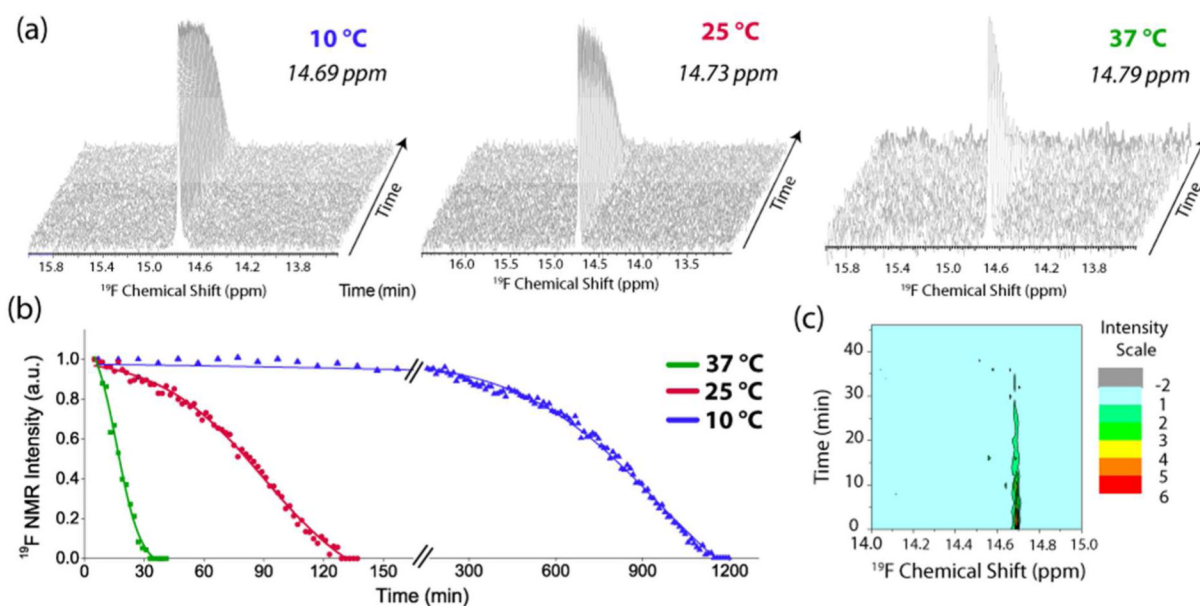 (a)
10 °C
14.69 ppm
25 °C
14.73 ppm
37 °C
14.79 ppm
Time
Time
Time
15.8 15.4 15.0 14.6 14.2 13.8
16.0 15.5 15.0 14.5 14.0 13.5 13.0
15.8 15.4 15.0 14.6 14.2 13.8
¹⁹F Chemical Shift (ppm)
Time (min)
¹⁹F Chemical Shift (ppm)
¹⁹F Chemical Shift (ppm)
(b)
¹⁹F NMR Intensity (a.u.)
1.0
0.8
0.6
0.4
0.2
0.0
37 °C
25 °C
10 °C
0 30 60 90 120 150 300 600 900 1200
Time (min)
(c)
Time (min)
40
30
20
10
0
14.0 14.2 14.4 14.6 14.8 15.0
¹⁹F Chemical Shift (ppm)
Intensity
Scale
-2
1
2
3
4
5
6